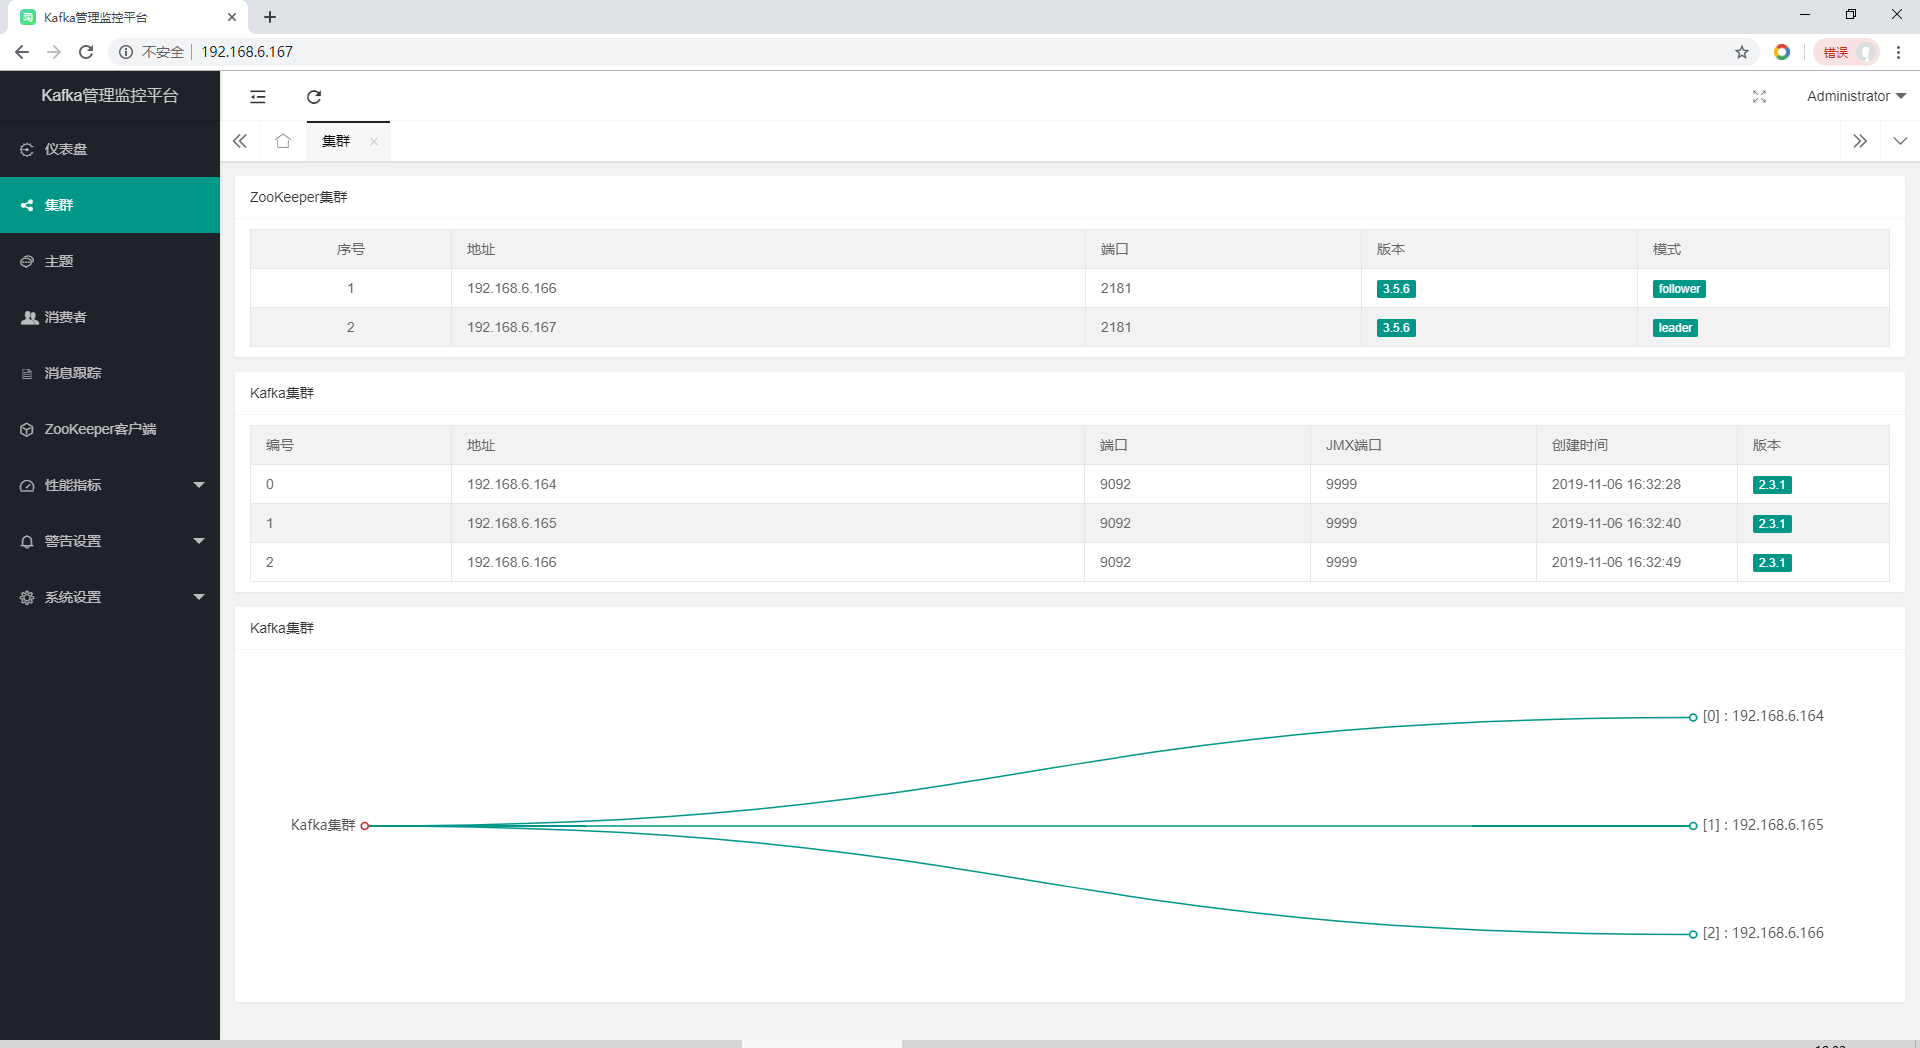 Kafka管理监控平台
不安全 192.168.6.167
错误
Kafka管理监控平台
Administrator
仪表盘
集群
主题
消费者
消息跟踪
ZooKeeper客户端
性能指标
警告设置
系统设置
集群
ZooKeeper集群
序号 地址 端口 版本 模式
1 192.168.6.166 2181 3.5.6 follower
2 192.168.6.167 2181 3.5.6 leader
Kafka集群
编号 地址 端口 JMX端口 创建时间 版本
0 192.168.6.164 9092 9999 2019-11-06 16:32:28 2.3.1
1 192.168.6.165 9092 9999 2019-11-06 16:32:40 2.3.1
2 192.168.6.166 9092 9999 2019-11-06 16:32:49 2.3.1
Kafka集群
[0] : 192.168.6.164
Kafka集群
[1] : 192.168.6.165
[2] : 192.168.6.166